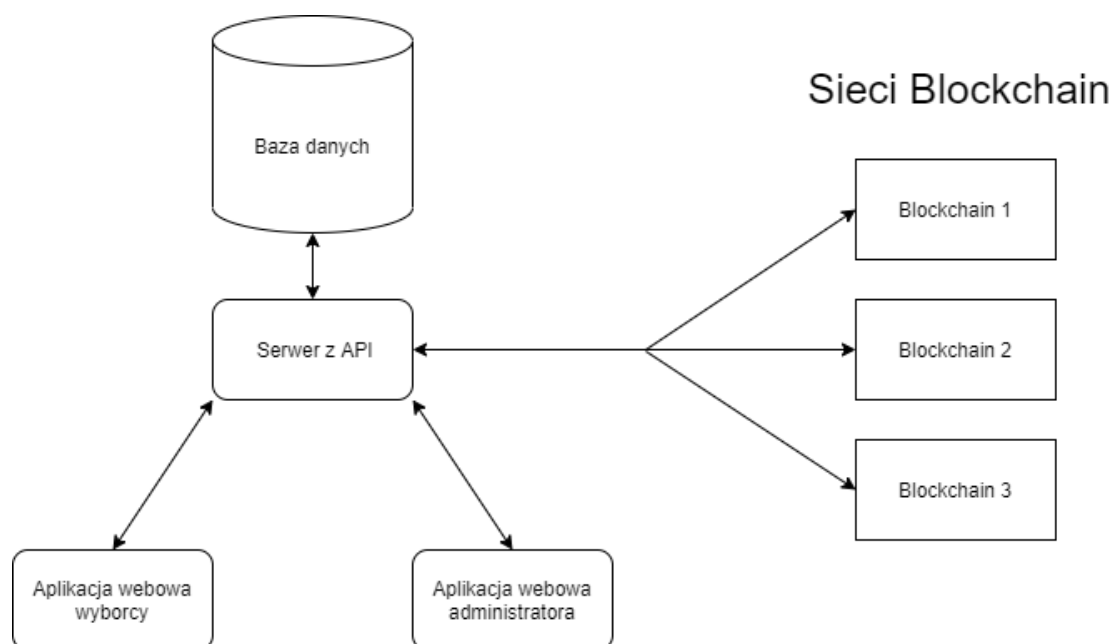 Sieci Blockchain
Baza danych
Blockchain 1
Serwer z API
Blockchain 2
Blockchain 3
Aplikacja webowa
wyborcy
Aplikacja webowa
administratora